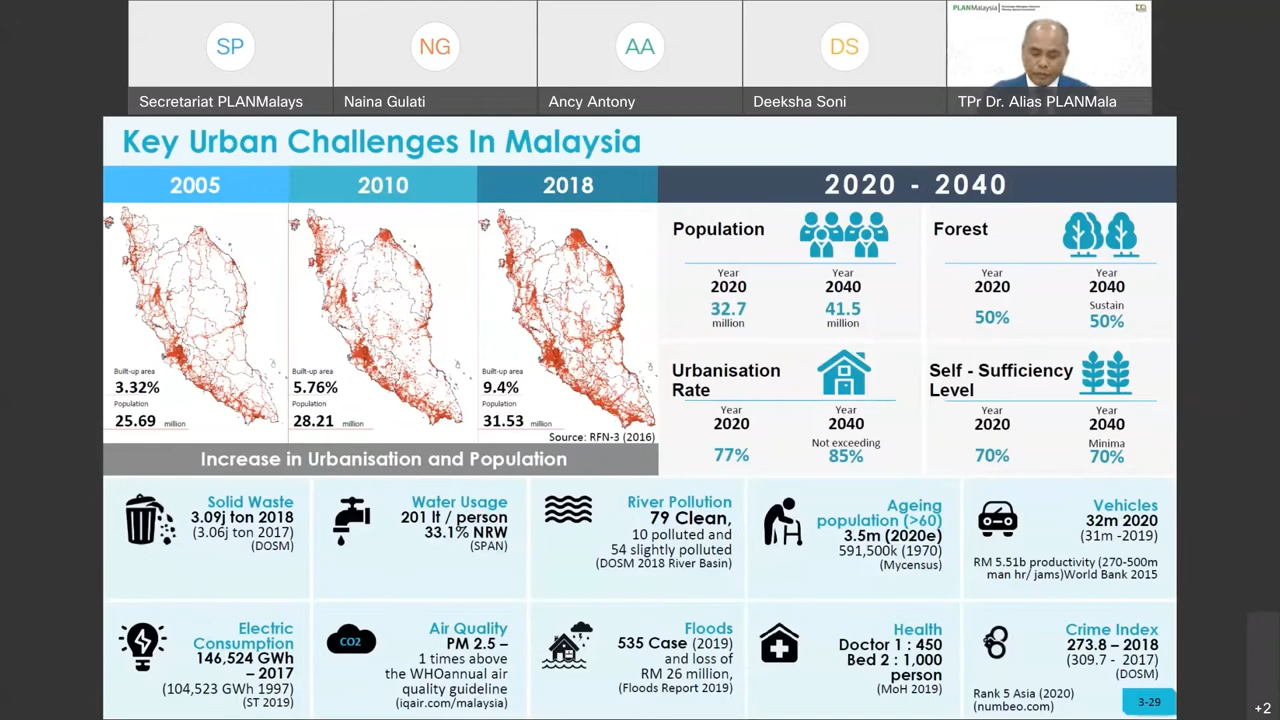 SP
NG
AA
DS
PLANMalaysia
Secretariat PLANMalays
Naina Gulati
Ancy Antony
Deeksha Soni
TPr Dr. Alias PLANMala
Key Urban Challenges In Malaysia
2005
2010
2018
2020 - 2040
Built-up area
3.32%
Population
25.69 million
Built-up area
5.76%
Population
28.21 million
Built-up area
9.4%
Population
31.53 million
Source: RFN-3 (2016)
Increase in Urbanisation and Population
Population
Year
2020
32.7
million
Year
2040
41.5
million
Forest
Year
2020
50%
Year
2040
Sustain
50%
Urbanisation
Rate
Year
2020
77%
Year
2040
Not exceeding
85%
Self - Sufficiency
Level
Year
2020
70%
Year
2040
Minima
70%
Solid Waste
3.09j ton 2018
(3.06j ton 2017)
(DOSM)
Water Usage
201 lt / person
33.1% NRW
(SPAN)
River Pollution
79 Clean,
10 polluted and
54 slightly polluted
(DOSM 2018 River Basin)
Ageing
population (>60)
3.5m (2020e)
591,500k (1970)
(Mycensus)
Vehicles
32m 2020
(31m -2019)
RM 5.51b productivity (270-500m
man hr/ jams)World Bank 2015
Electric
Consumption
146,524 GWh
– 2017
(104,523 GWh 1997)
(ST 2019)
CO2
Air Quality
PM 2.5 –
1 times above
the WHOannual air
quality guideline
(iqair.com/malaysia)
Floods
535 Case (2019)
and loss of
RM 26 million,
(Floods Report 2019)
Health
Doctor 1 : 450
Bed 2 : 1,000
person
(MoH 2019)
Crime Index
273.8 – 2018
(309.7 - 2017)
(DOSM)
Rank 5 Asia (2020)
(numbeo.com)
3-29
+2